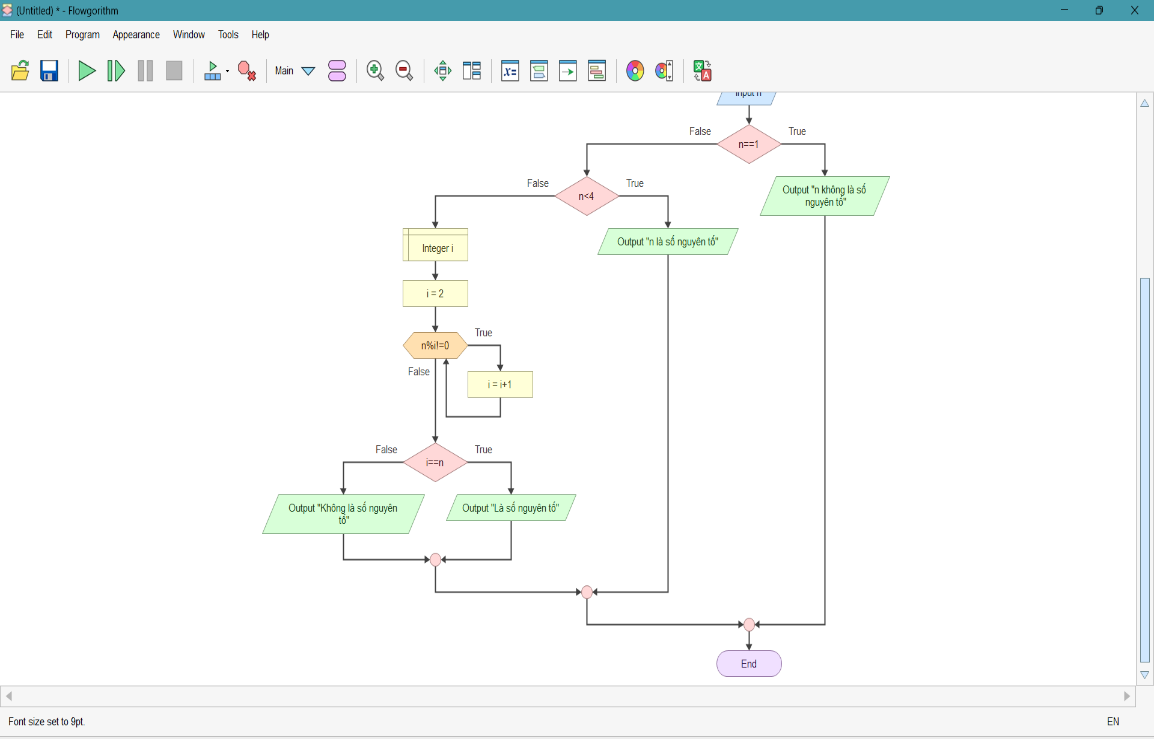 (Untitled) * - Flowgorithm
File Edit Program Appearance Window Tools Help
Main
Input n
False
True
n==1
False
True
n<4
Output "n không là số
nguyên tố"
Output "n là số nguyên tố"
Integer i
i = 2
True
n%i!=0
False
i = i+1
False
True
i==n
Output "Không là số nguyên
tố"
Output "Là số nguyên tố"
End
Font size set to 9pt.
EN